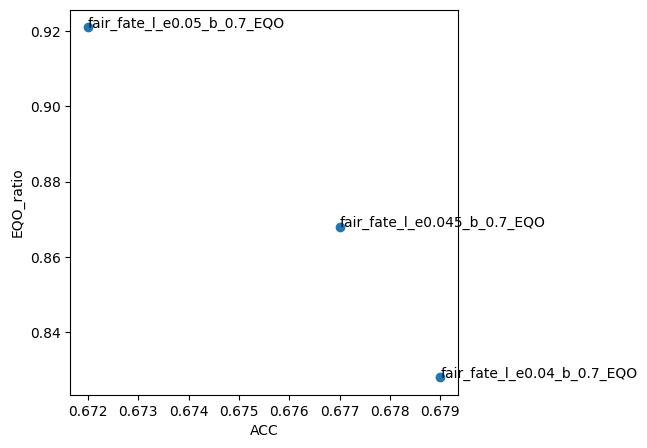 0.92
fair_fate_l_e0.05_b_0.7_EQO
0.90
0.88
EQO_ratio
fair_fate_l_e0.045_b_0.7_EQO
0.86
0.84
fair_fate_l_e0.04_b_0.7_EQO
0.672 0.673 0.674 0.675 0.676 0.677 0.678 0.679
ACC